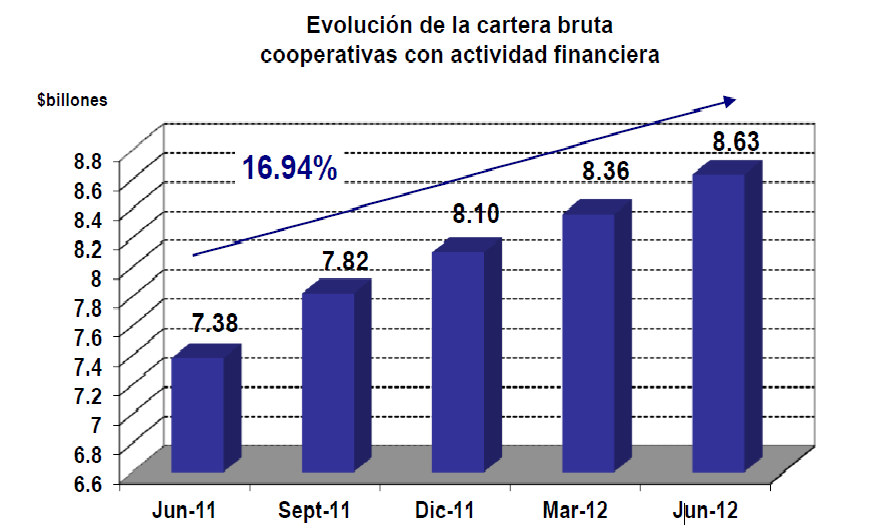 Evolución de la cartera bruta
cooperativas con actividad financiera
$billones
8.8
8.6
8.4
8.2
8
7.8
7.6
7.4
7.2
7
6.8
6.6
16.94%
7.38
7.82
8.10
8.36
8.63
Jun-11
Sept-11
Dic-11
Mar-12
Jun-12